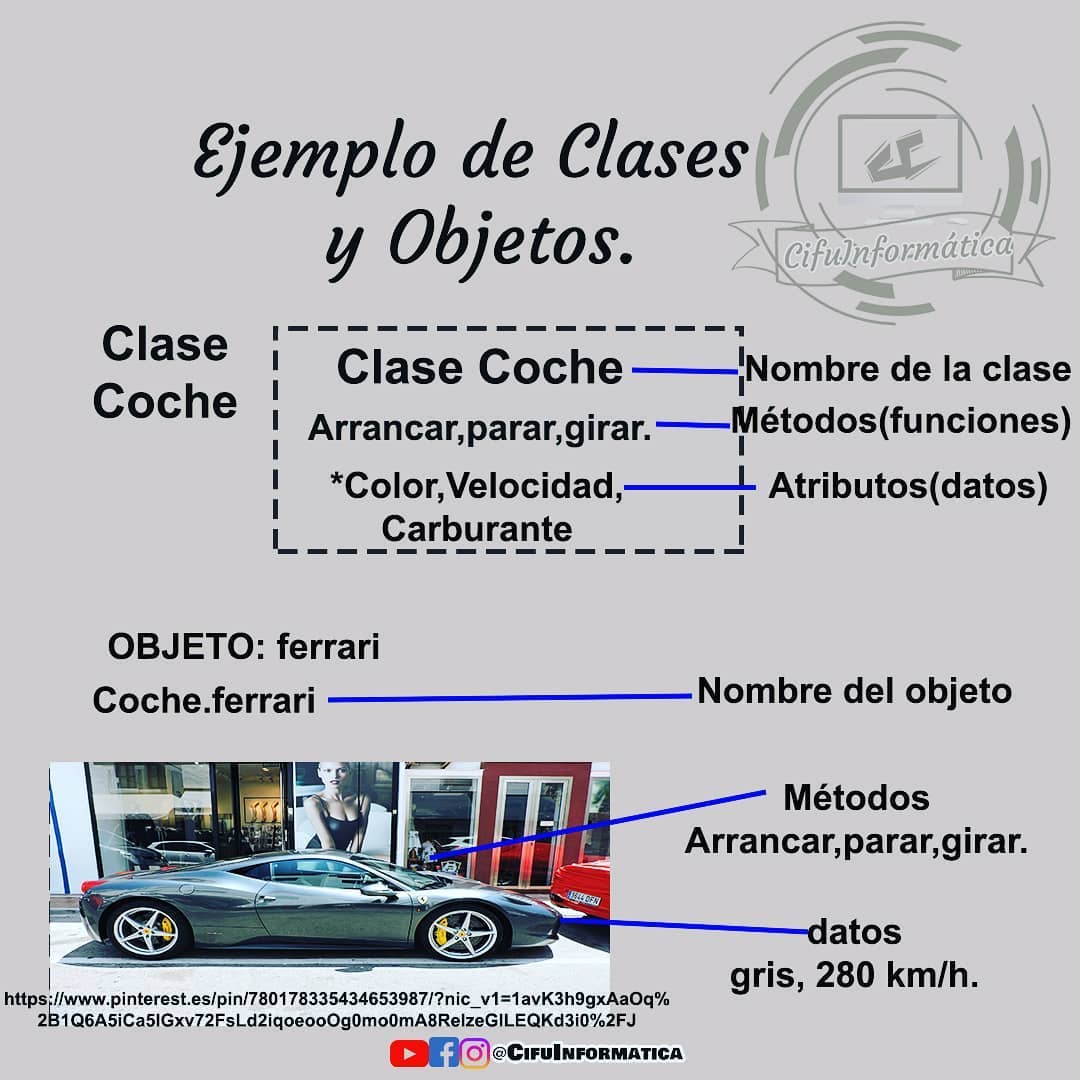 Ejemplo de Clases
y Objetos.
CifuInformática
Clase
Coche
Clase Coche
Nombre de la clase
Arrancar,parar,girar.
Métodos(funciones)
*Color,Velocidad,
Carburante
Atributos(datos)
OBJETO: ferrari
Coche.ferrari
Nombre del objeto
Métodos
Arrancar,parar,girar.
datos
gris, 280 km/h.
https://www.pinterest.es/pin/780178335434653987/?nic_v1=1avK3h9gxAaOq%
2B1Q6A5iCa5lGxv72FsLd2iqoeooOg0mo0mA8RelzeGlLEQKd3i0%2FJ
@CifuInformatica